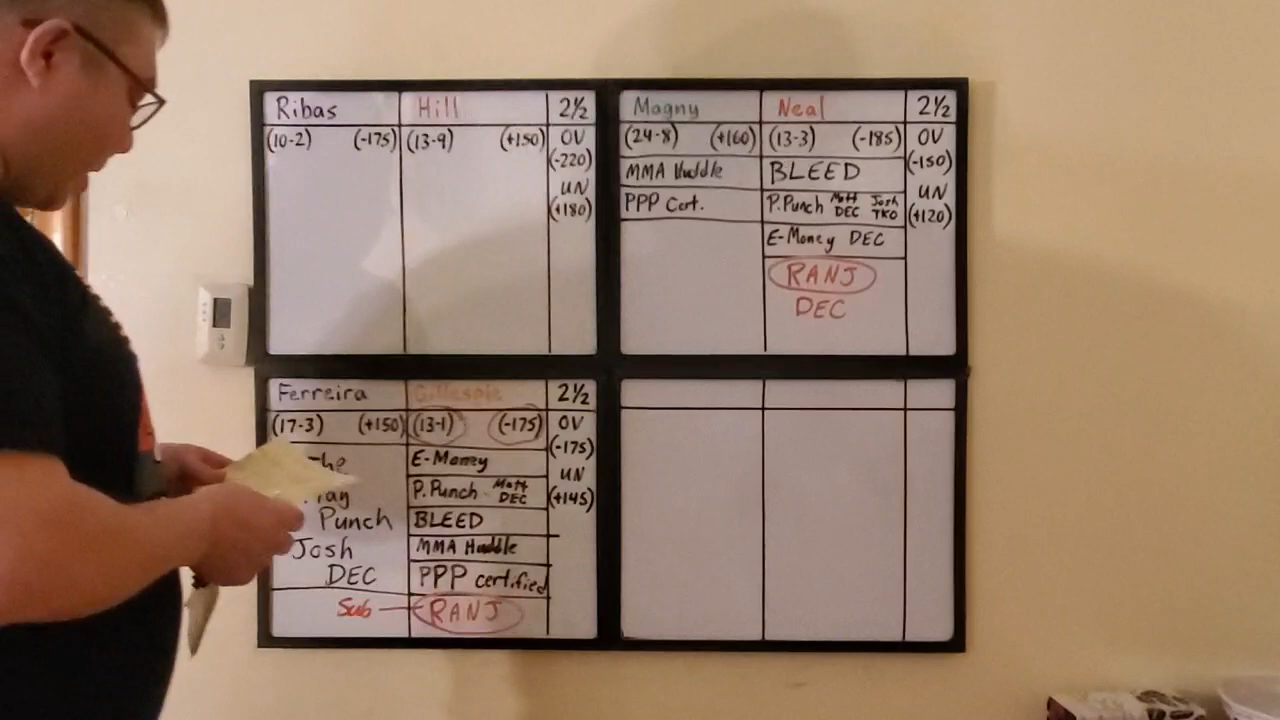 Ribas Hill 2½
(10-2) (-175) (13-9) (+150) OV
(-220)
UN
(+180)
Magny Neal 2½
(24-8) (+160) (13-3) (-185) OV
MMA Huddle BLEED (-150)
PPP Cert. P.Punch Matt DEC Josh TKO UN
(+120)
E-Money DEC
RANJ
DEC
Ferreira Gillespie 2½
(17-3) (+150) (13-1) (-175) OV
E-Money (-175)
P.Punch Matt DEC UN
(+145)
Punch BLEED
Josh MMA Huddle
DEC PPP certified
Sub RANJ